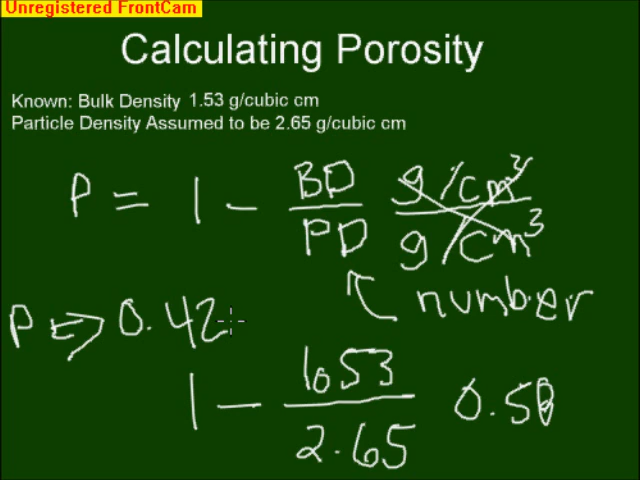 Unregistered FrontCam
Calculating Porosity
Known: Bulk Density 1.53 g/cubic cm
Particle Density Assumed to be 2.65 g/cubic cm
P = 1 - BD/PD g/cm³/g/cm³
number
P => 0.42
1 - 1.53/2.65 0.58